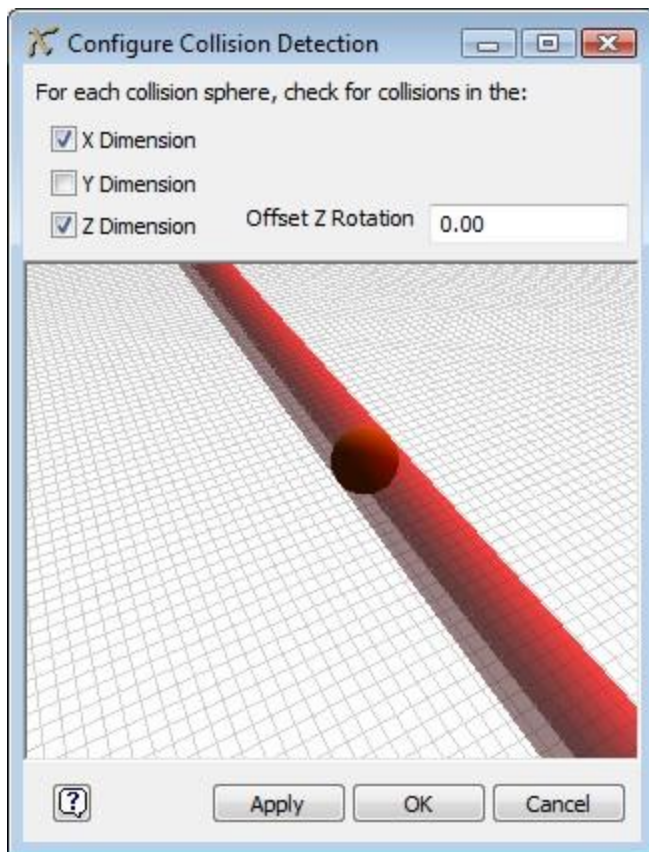 Configure Collision Detection
For each collision sphere, check for collisions in the:
X Dimension
Y Dimension
Z Dimension Offset Z Rotation 0.00
? Apply OK Cancel